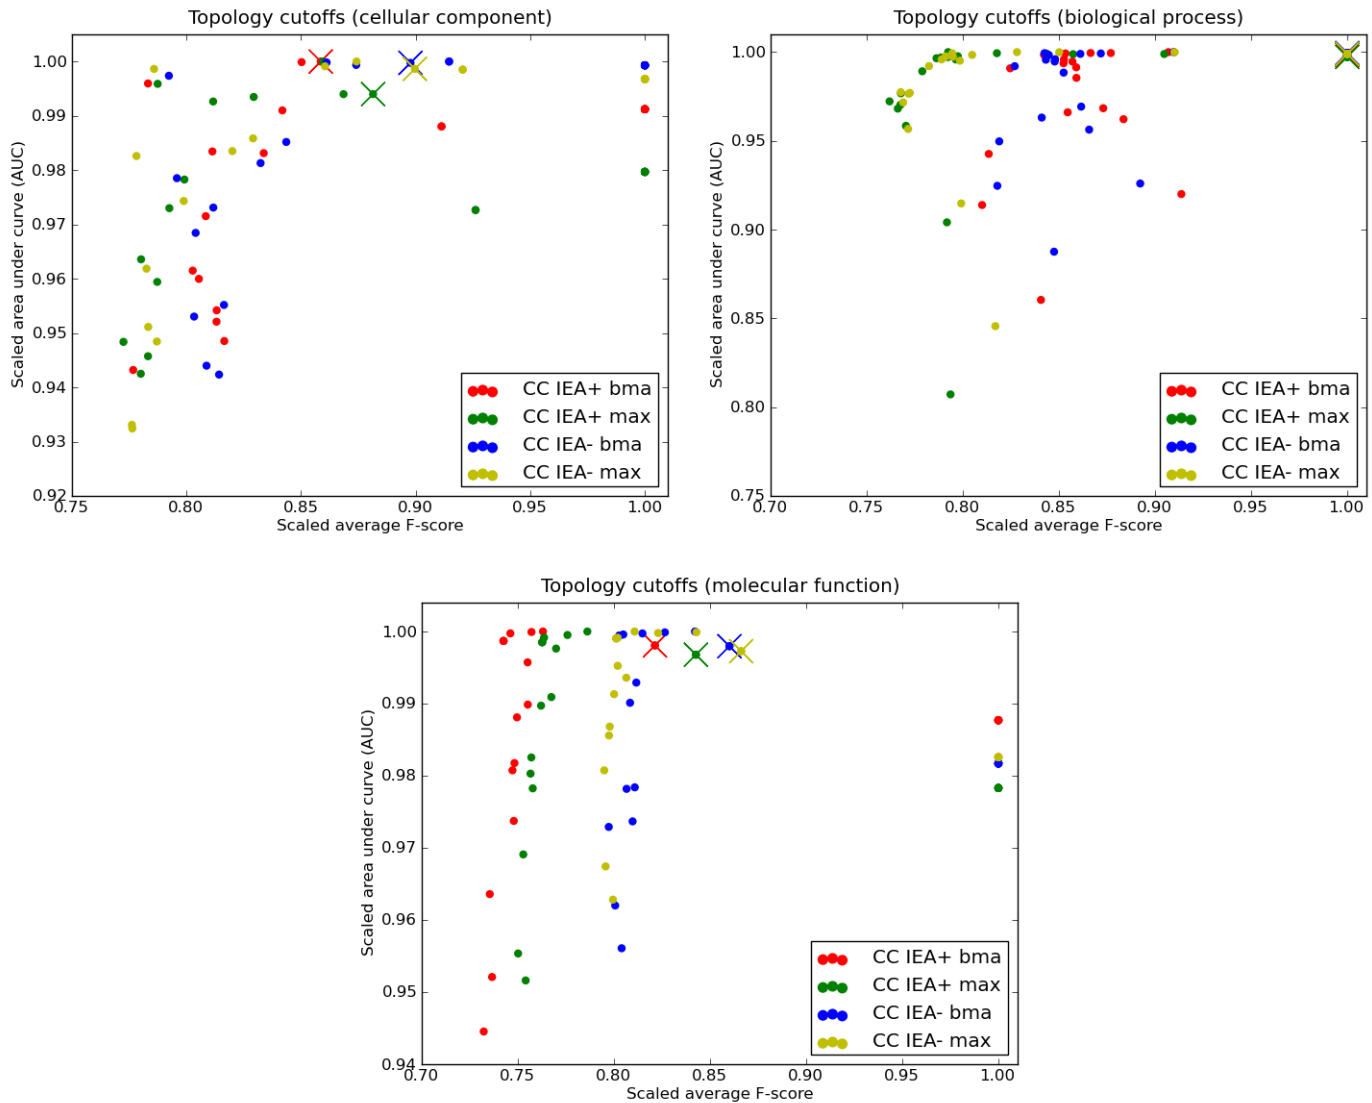 Topology cutoffs (cellular component)
Scaled area under curve (AUC)
1.00
0.99
0.98
0.97
0.96
0.95
0.94
0.93
0.92
0.75
0.80
0.85
0.90
0.95
1.00
Scaled average F-score
CC IEA+ bma
CC IEA+ max
CC IEA- bma
CC IEA- max
Topology cutoffs (biological process)
Scaled area under curve (AUC)
1.00
0.95
0.90
0.85
0.80
0.75
0.70
0.75
0.80
0.85
0.90
0.95
1.00
Scaled average F-score
CC IEA+ bma
CC IEA+ max
CC IEA- bma
CC IEA- max
Topology cutoffs (molecular function)
Scaled area under curve (AUC)
1.00
0.99
0.98
0.97
0.96
0.95
0.94
0.70
0.75
0.80
0.85
0.90
0.95
1.00
Scaled average F-score
CC IEA+ bma
CC IEA+ max
CC IEA- bma
CC IEA- max